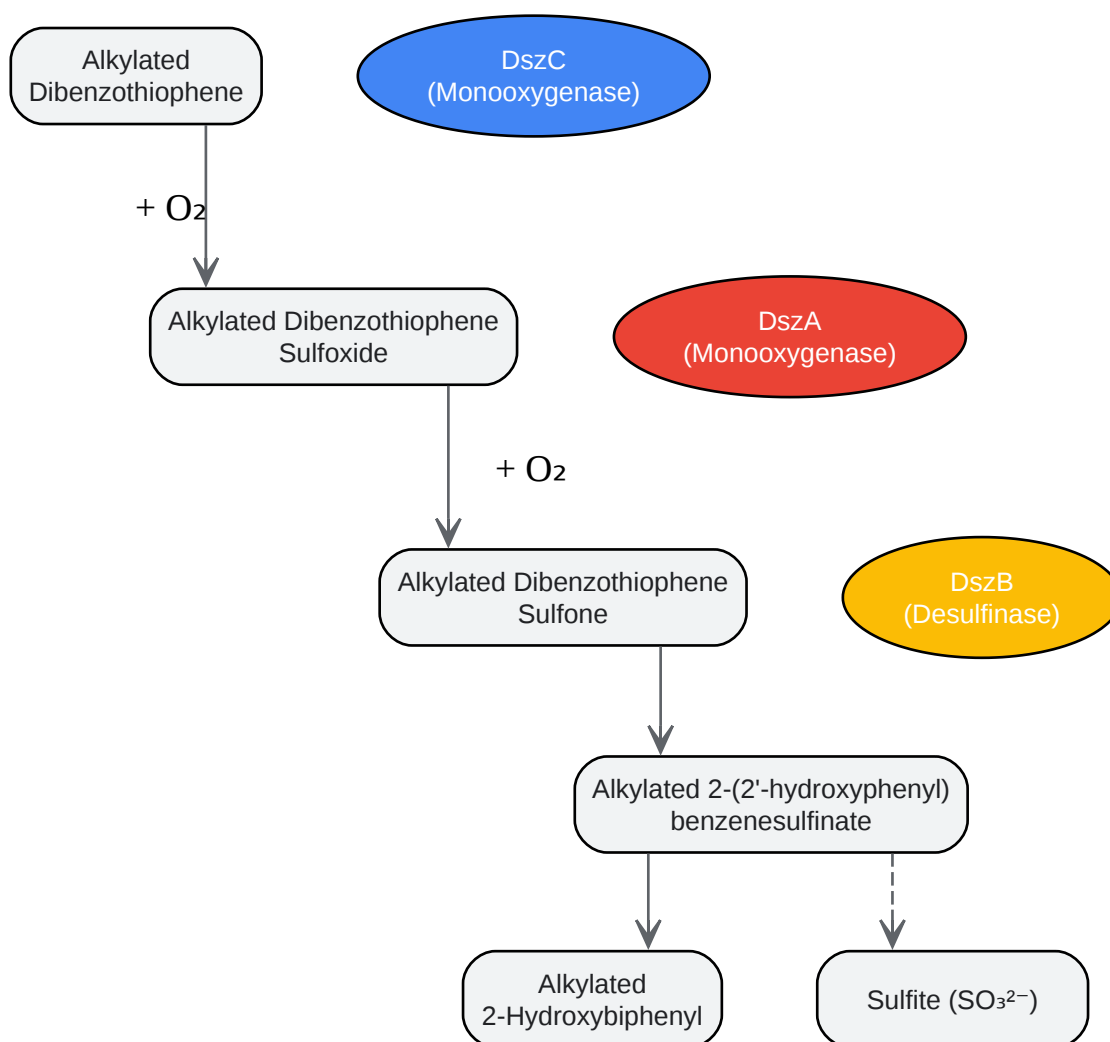 Alkylated
Dibenzothiophene
DszC
(Monooxygenase)
+ O₂
Alkylated Dibenzothiophene
Sulfoxide
DszA
(Monooxygenase)
+ O₂
Alkylated Dibenzothiophene
Sulfone
DszB
(Desulfinase)
Alkylated 2-(2'-hydroxyphenyl)
benzenesulfinate
Alkylated
2-Hydroxybiphenyl
Sulfite (SO₃²⁻)